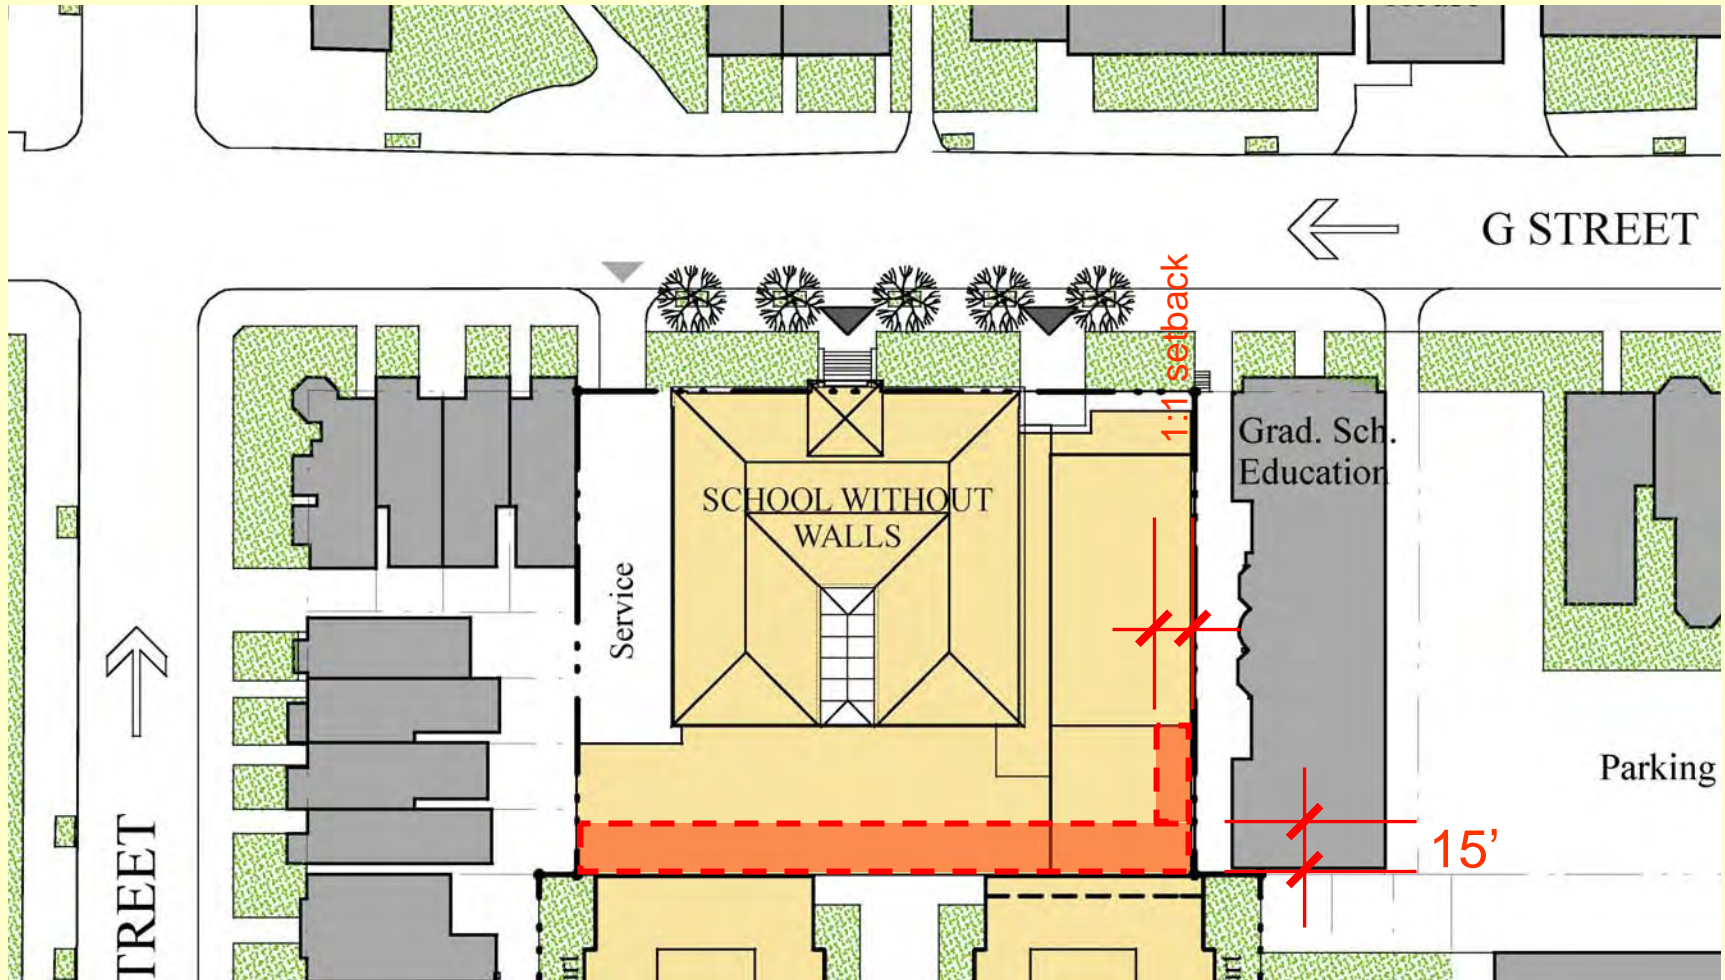 G STREET
1:1 setback
Grad. Sch.
Education
SCHOOL WITHOUT
WALLS
Service
Parking
15’
TREET